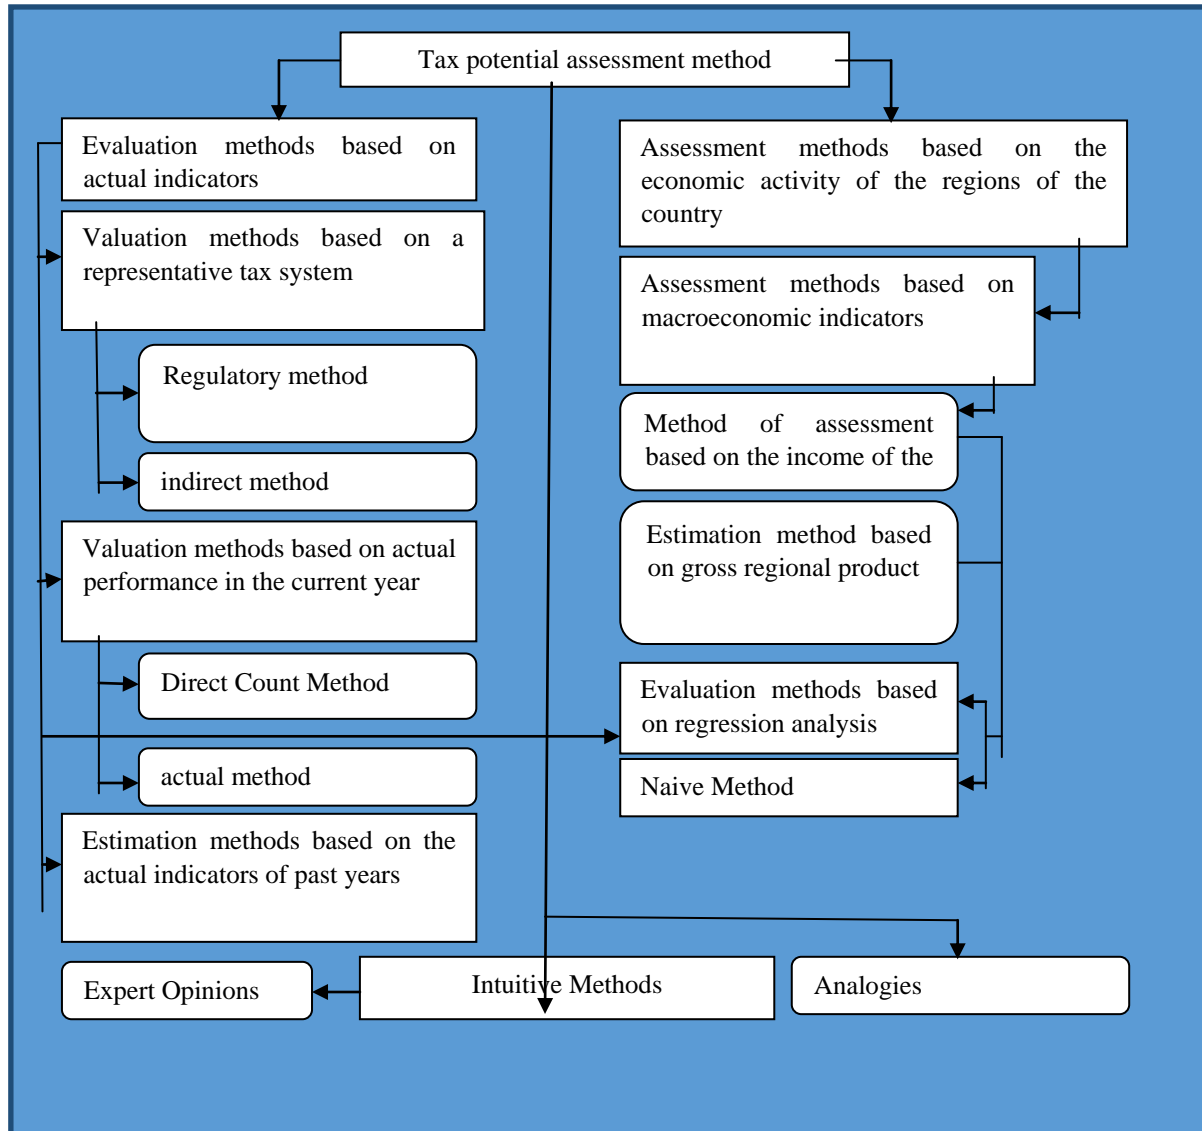 Tax potential assessment method
Evaluation methods based on
actual indicators
Assessment methods based on the
economic activity of the regions of the
country
Valuation methods based on a
representative tax system
Assessment methods based on
macroeconomic indicators
Regulatory method
indirect method
Method of assessment
based on the income of the
Valuation methods based on actual
performance in the current year
Estimation method based
on gross regional product
Direct Count Method
actual method
Evaluation methods based
on regression analysis
Naive Method
Estimation methods based on the
actual indicators of past years
Expert Opinions
Intuitive Methods
Analogies